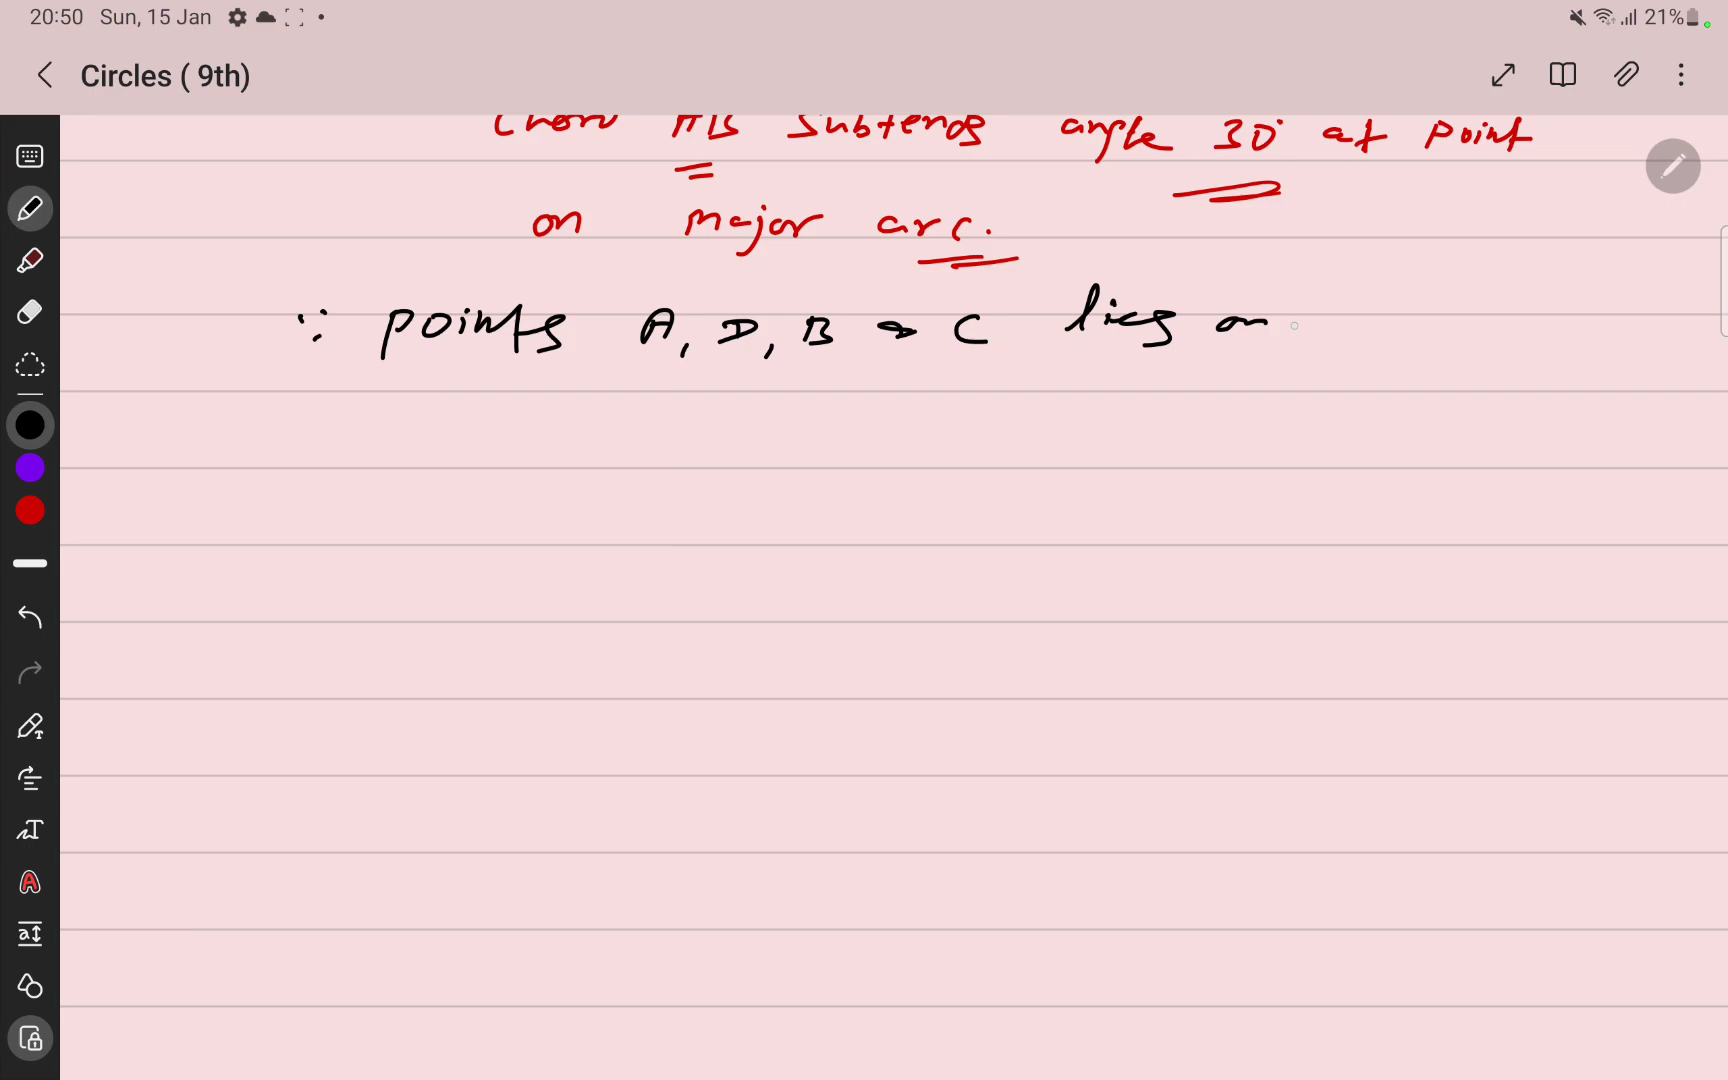 20:50 Sun, 15 Jan 21%
Circles ( 9th)
Chord AB subtends angle 30° at point
on major arc.
∵ points A, D, B & C lies on